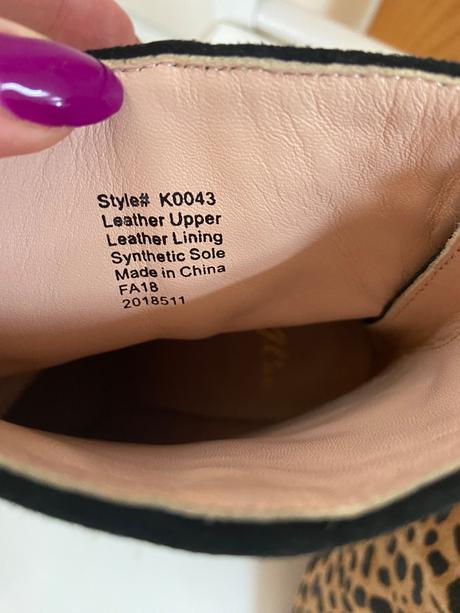 Style# K0043
Leather Upper
Leather Lining
Synthetic Sole
Made in China
FA18
2018511